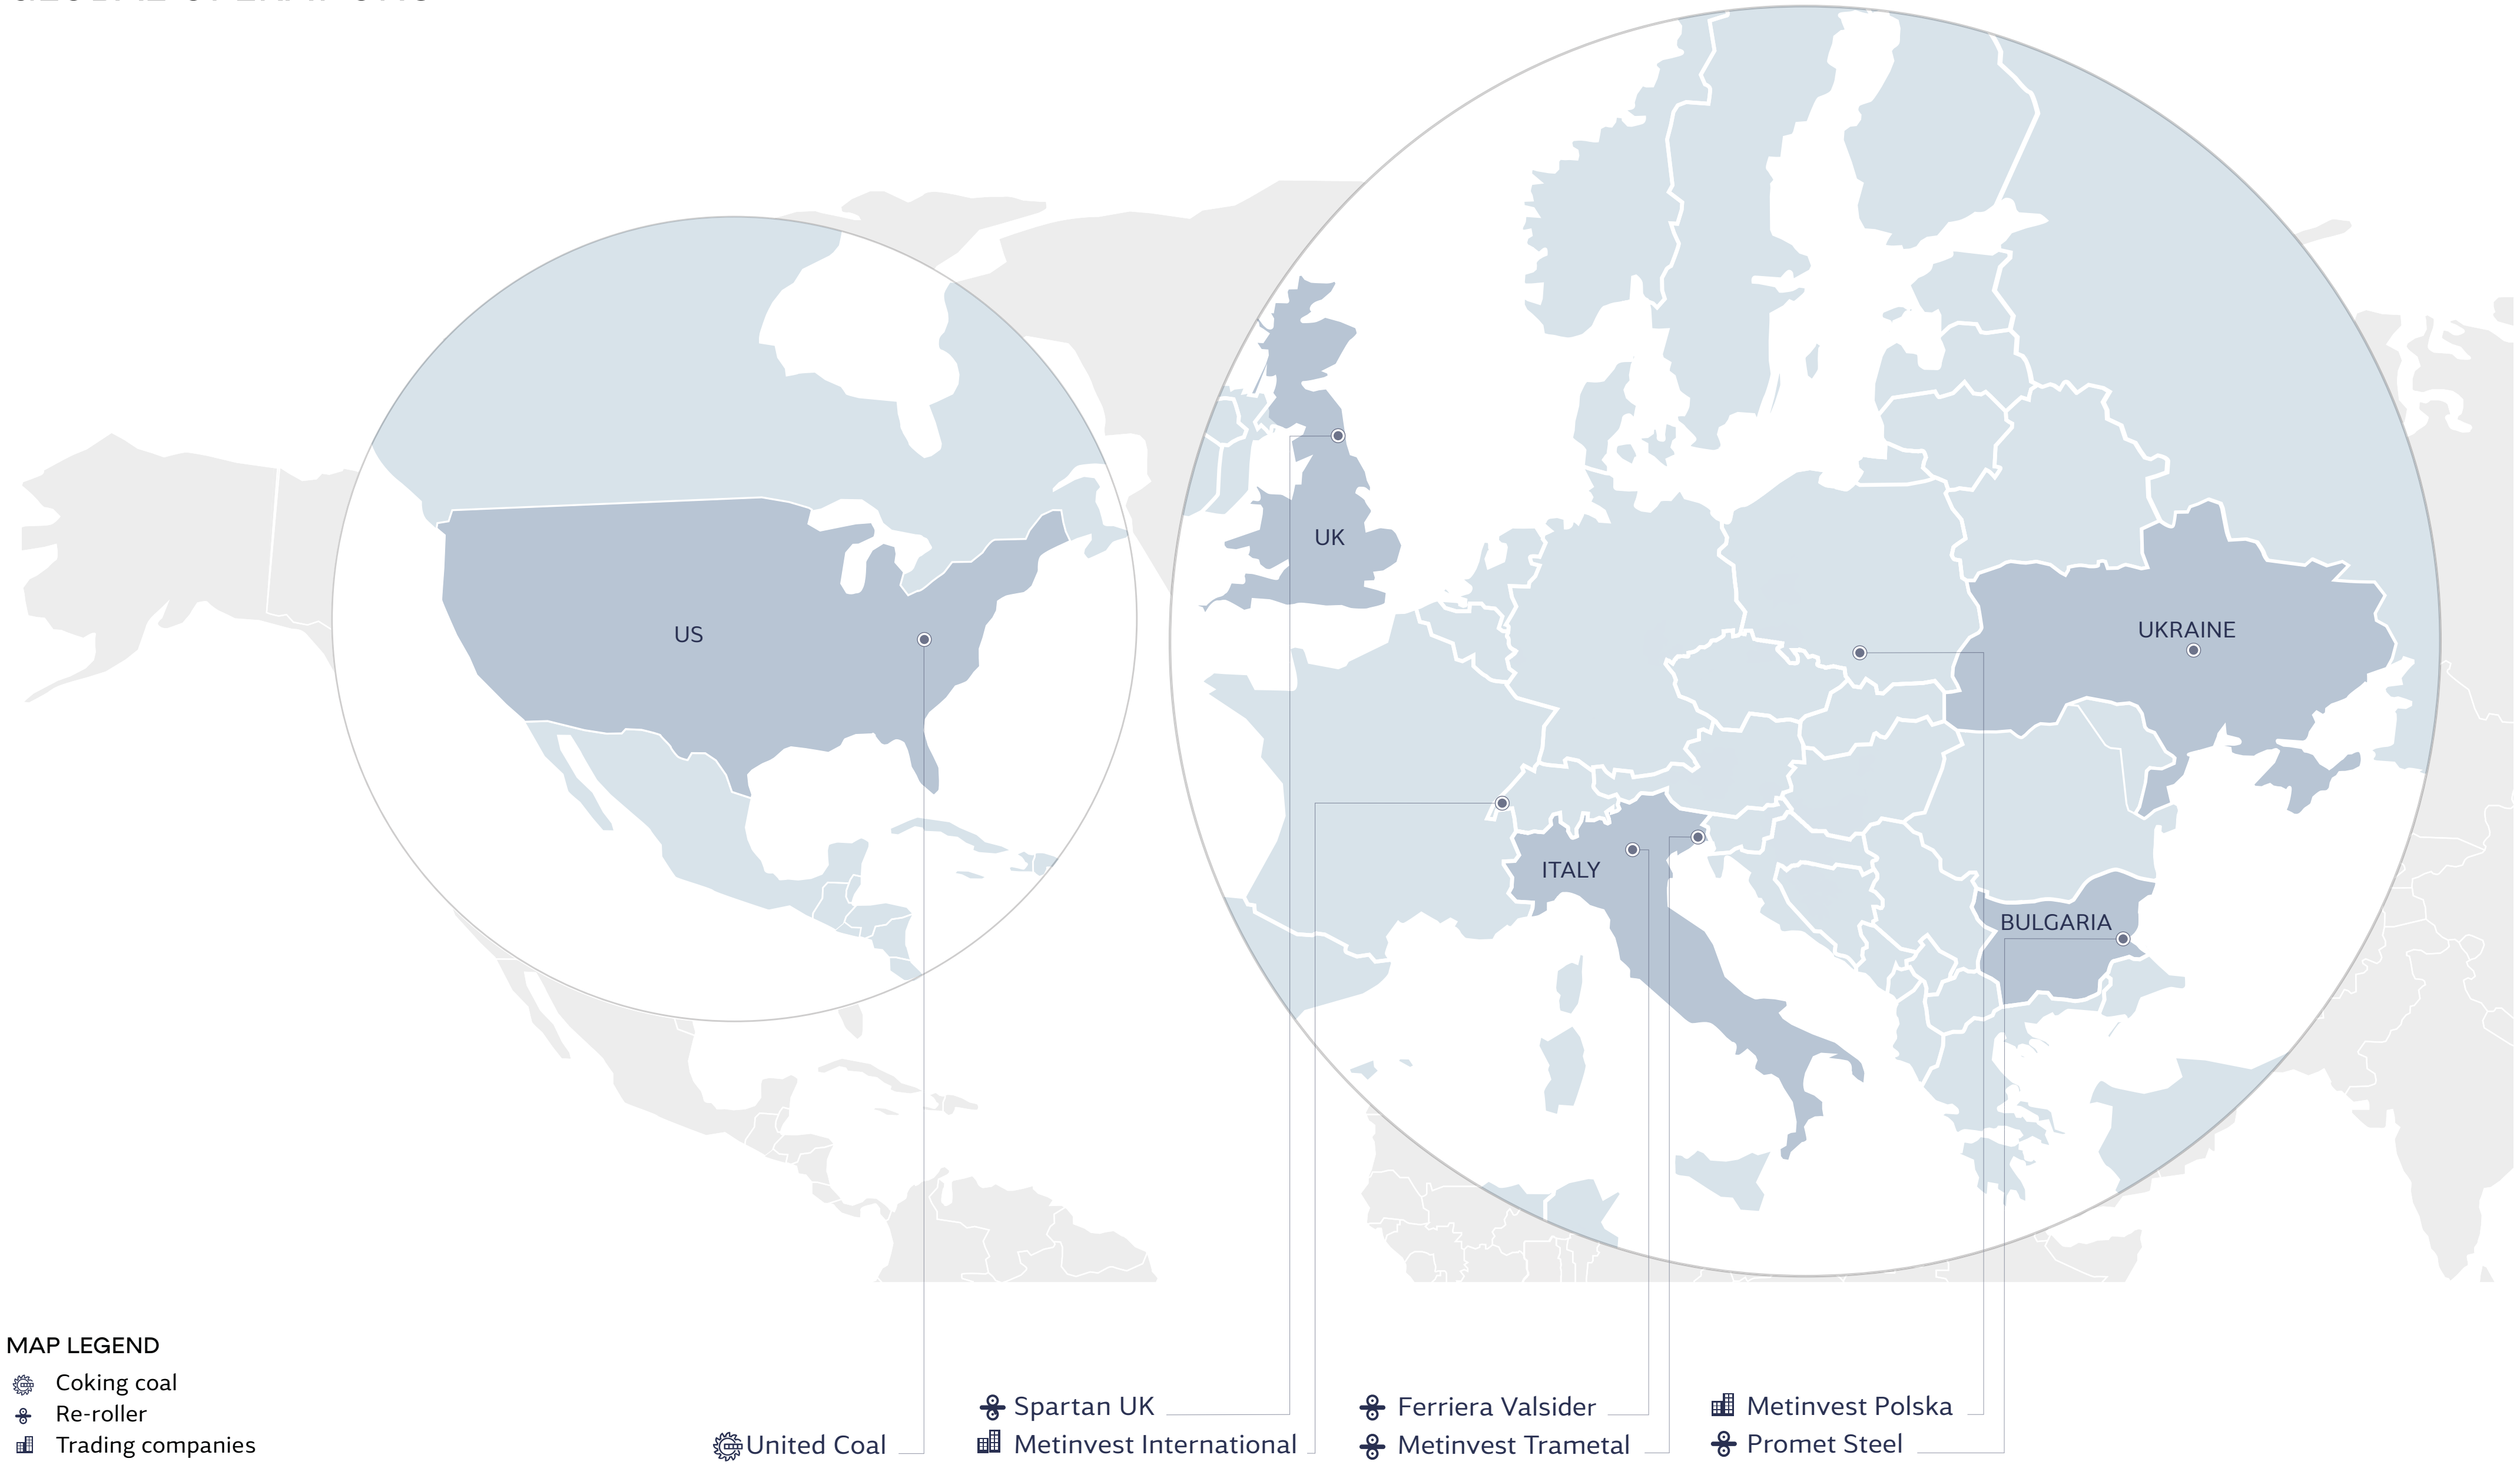 US
UK
UKRAINE
ITALY
BULGARIA
MAP LEGEND
Coking coal
Re-roller
Trading companies
United Coal
Spartan UK
Metinvest International
Ferriera Valsider
Metinvest Trametal
Metinvest Polska
Promet Steel